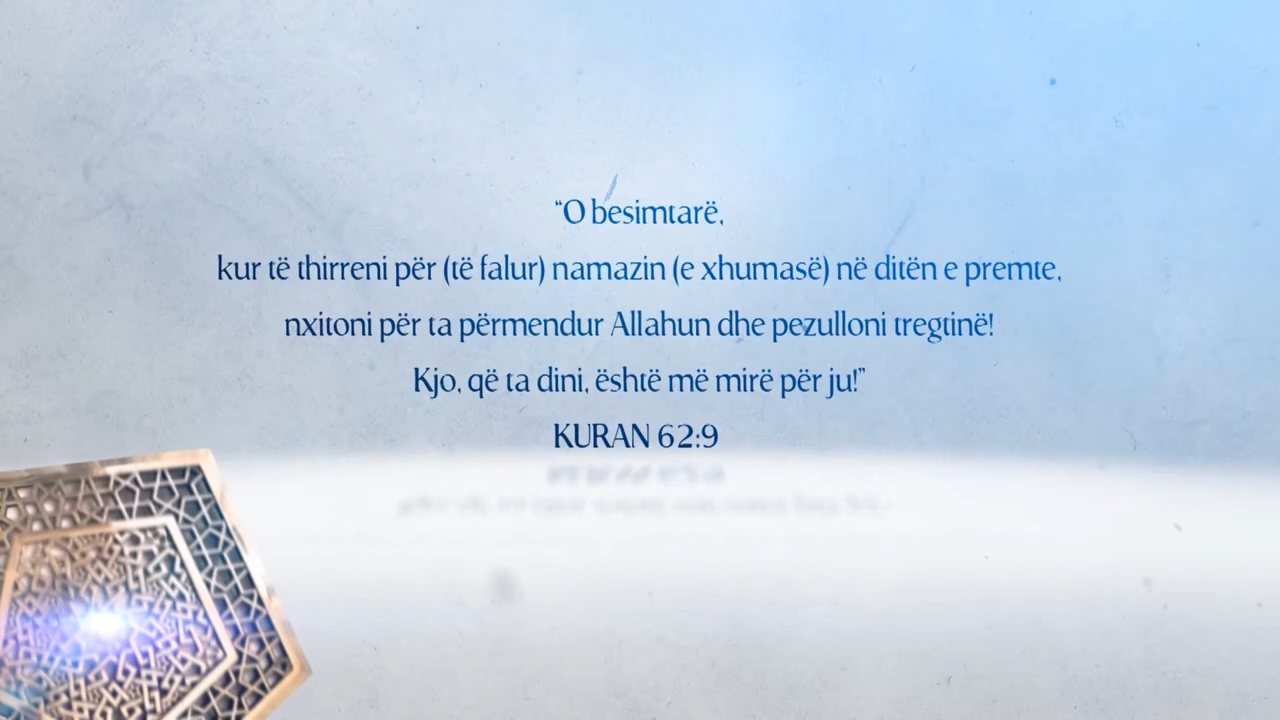 “O besimtarë,
kur të thirreni për (të falur) namazin (e xhumasë) në ditën e premte,
nxitoni për ta përmendur Allahun dhe pezulloni tregtinë!
Kjo, që ta dini, është më mirë për ju!”
KURAN 62:9